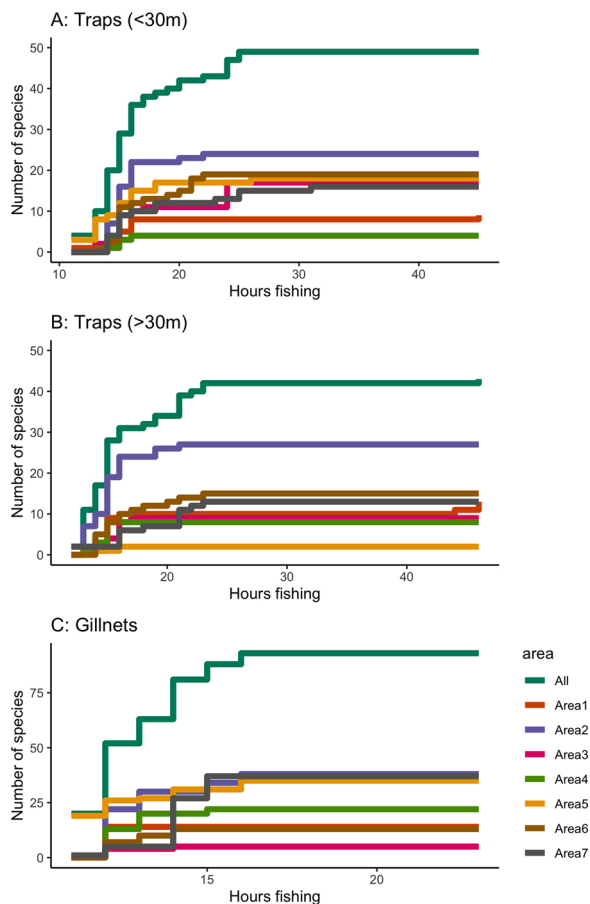 A: Traps (<30m)
50
40
30
20
10
0
Number of species
10 20 30 40
Hours fishing
B: Traps (>30m)
50
40
30
20
10
0
Number of species
20 30 40
Hours fishing
C: Gillnets
75
50
25
0
Number of species
15 20
Hours fishing
area
All
Area1
Area2
Area3
Area4
Area5
Area6
Area7